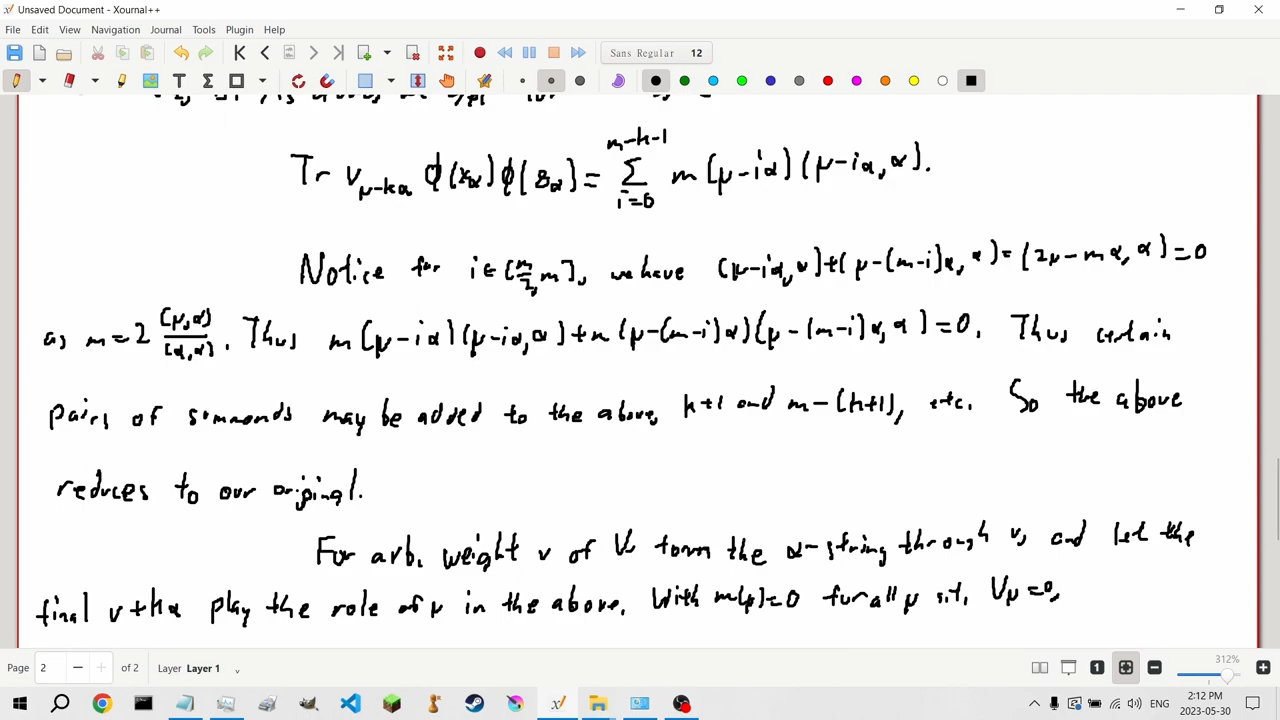 Unsaved Document - Xournal++
File Edit View Navigation Journal Tools Plugin Help
Sans Regular 12
Tr V_{μ-kα} φ(x_α)φ(z_α) = Σ_{i=0}^{m-k-1} m(μ-iα)(μ-iα, α).
Notice for i∈[m/2, m], we have (μ-iα, α)+(μ-(m-i)α, α)=(2μ-mα, α)=0
as m=2 (μ,α)/(α,α). Thus m(μ-iα)(μ-iα, α)+m(μ-(m-i)α)(μ-(m-i)α, α)=0. Thus certain
pairs of summands may be added to the above, k+1 and m-(k+1), etc. So the above
reduces to our original.
For arb. weight v of V, form the α-string through v, and let the
final v+kα play the role of μ in the above. With m(μ)=0 for all μ s.t. V_μ=0,
Page 2 of 2 Layer Layer 1 312%
ENG 2:12 PM
2023-05-30